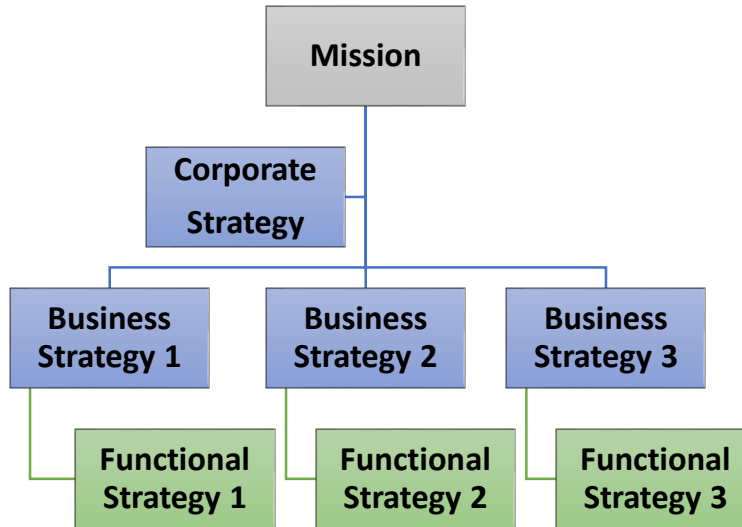 Mission
Corporate
Strategy
Business
Strategy 1
Business
Strategy 2
Business
Strategy 3
Functional
Strategy 1
Functional
Strategy 2
Functional
Strategy 3